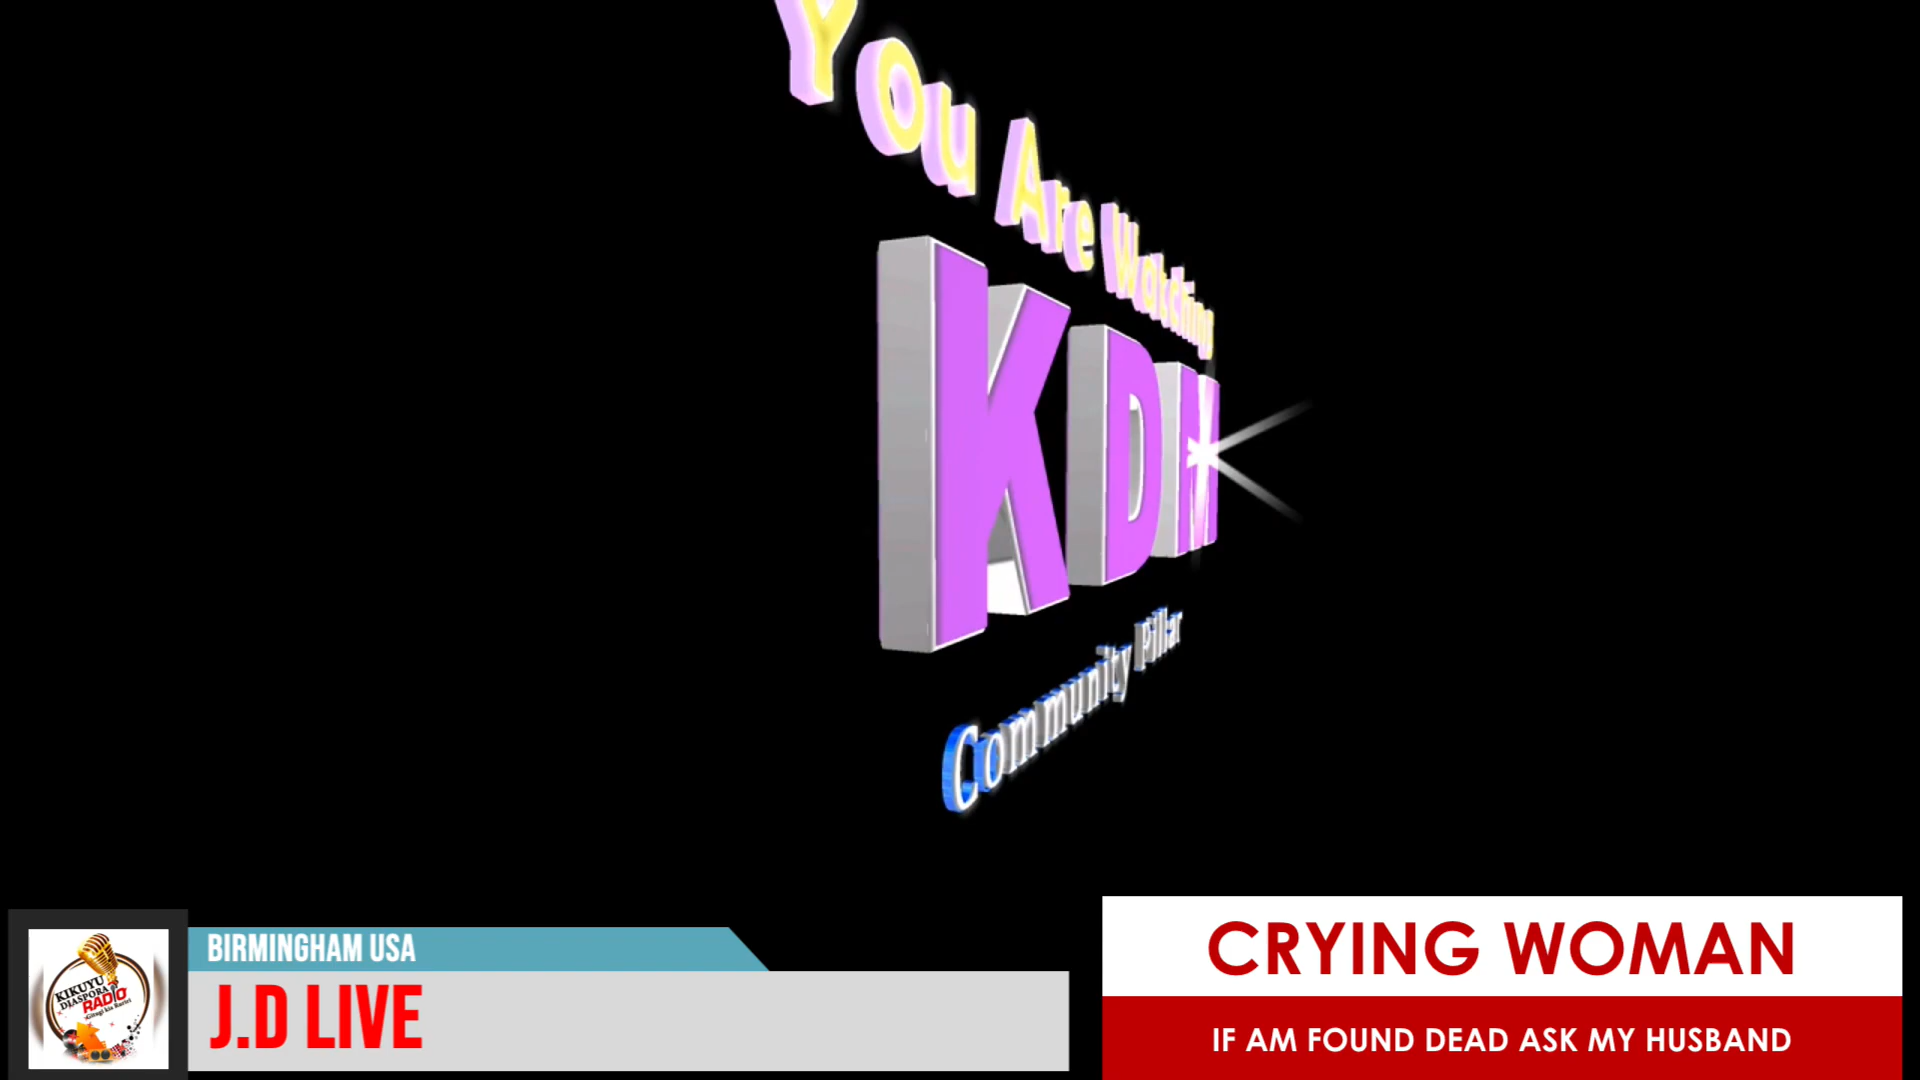 You Are Watching
KDM
Community Pillar
BIRMINGHAM USA
J.D LIVE
KIKUYU
DIASPORA
RADIO
CRYING WOMAN
IF AM FOUND DEAD ASK MY HUSBAND